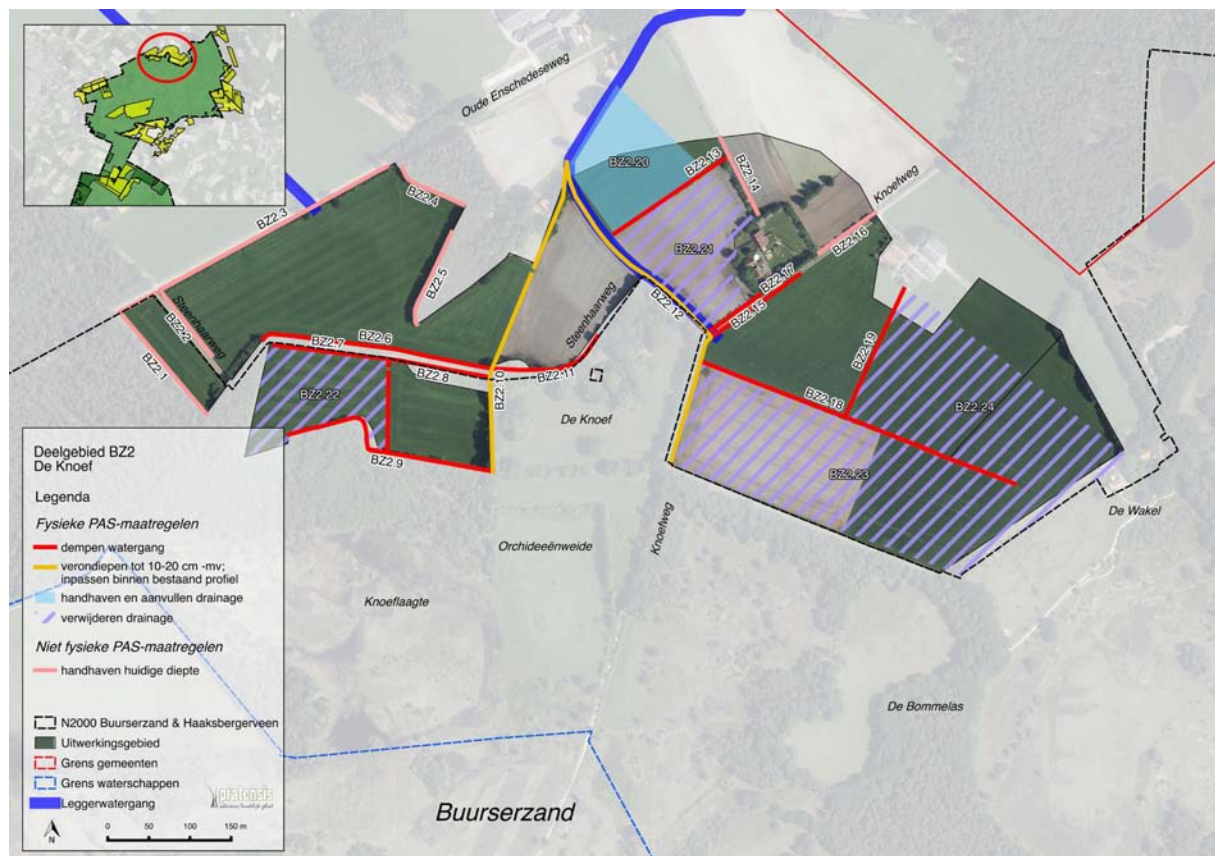 Oude Enschedeseweg
BZ2.20
BZ2.13
BZ2.14
BZ2.3
BZ2.4
BZ2.5
BZ2.21
BZ2.16
Knoefweg
BZ2.17
BZ2.15
BZ2.12
Steenhaarweg
Steenhaarweg
BZ2.2
BZ2.1
BZ2.7
BZ2.6
BZ2.8
BZ2.10
BZ2.11
BZ2.19
BZ2.18
BZ2.24
BZ2.22
BZ2.23
BZ2.9
De Knoef
De Wakel
Orchideeënweide
Knoefweg
Knoeflaagte
De Bommelas
Buurserzand
Deelgebied BZ2
De Knoef
Legenda
Fysieke PAS-maatregelen
dempen watergang
verondiepen tot 10-20 cm -mv;
inpassen binnen bestaand profiel
handhaven en aanvullen drainage
verwijderen drainage
Niet fysieke PAS-maatregelen
handhaven huidige diepte
N2000 Buurserzand & Haaksbergerveen
Uitwerkingsgebied
Grens gemeenten
Grens waterschappen
Leggerwatergang
pratensis
N
0 50 100 150 m